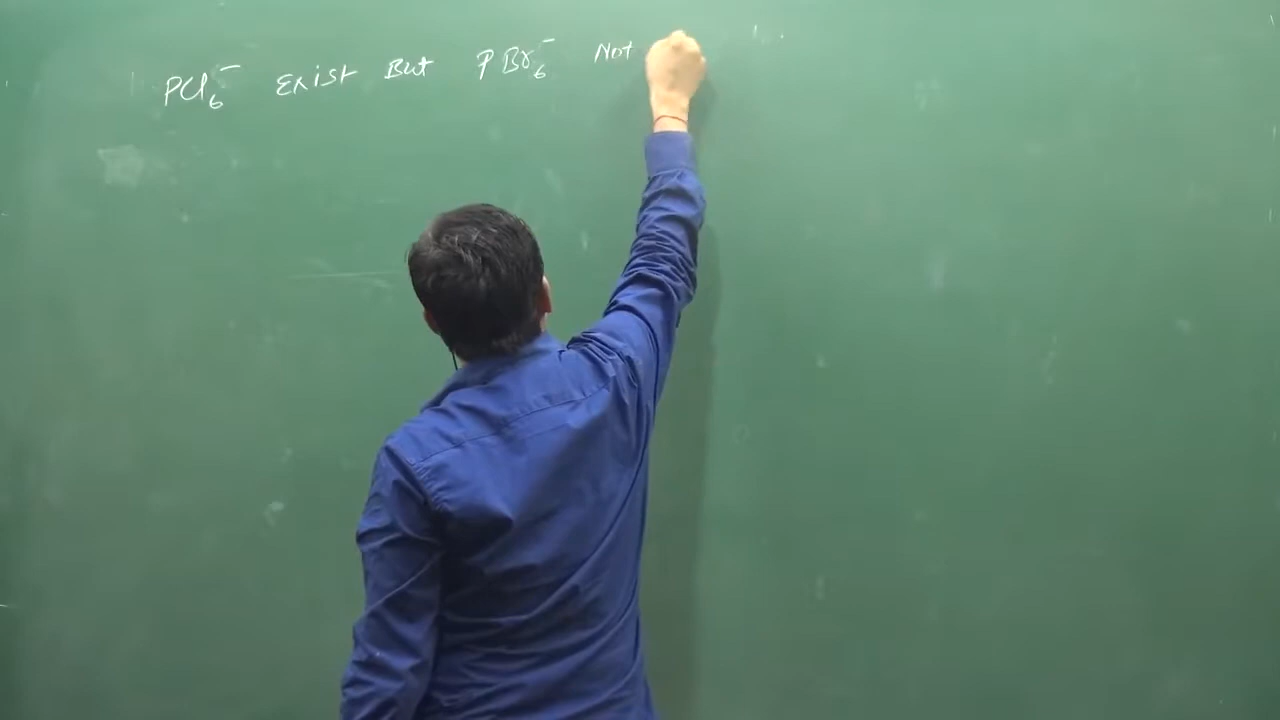 PCl₆⁻ Exist But PBr₆⁻ Not